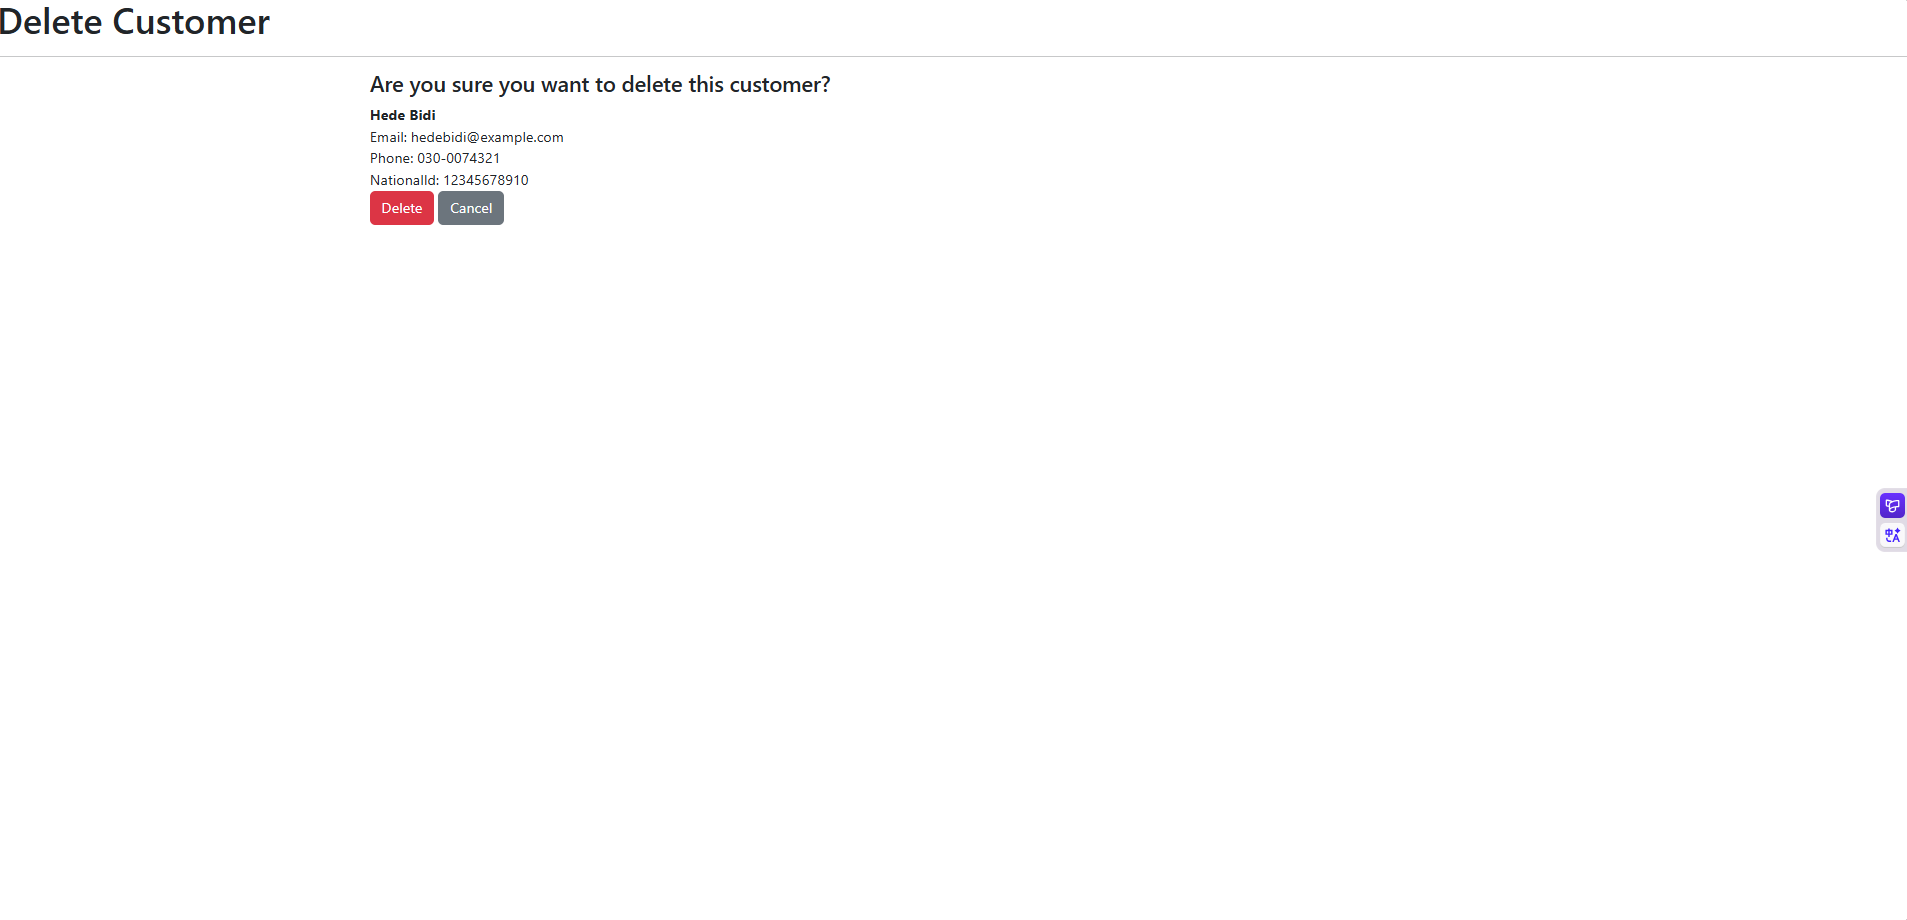 Delete Customer
Are you sure you want to delete this customer?
Hede Bidi
Email: hedebidi@example.com
Phone: 030-0074321
NationalId: 12345678910
Delete Cancel